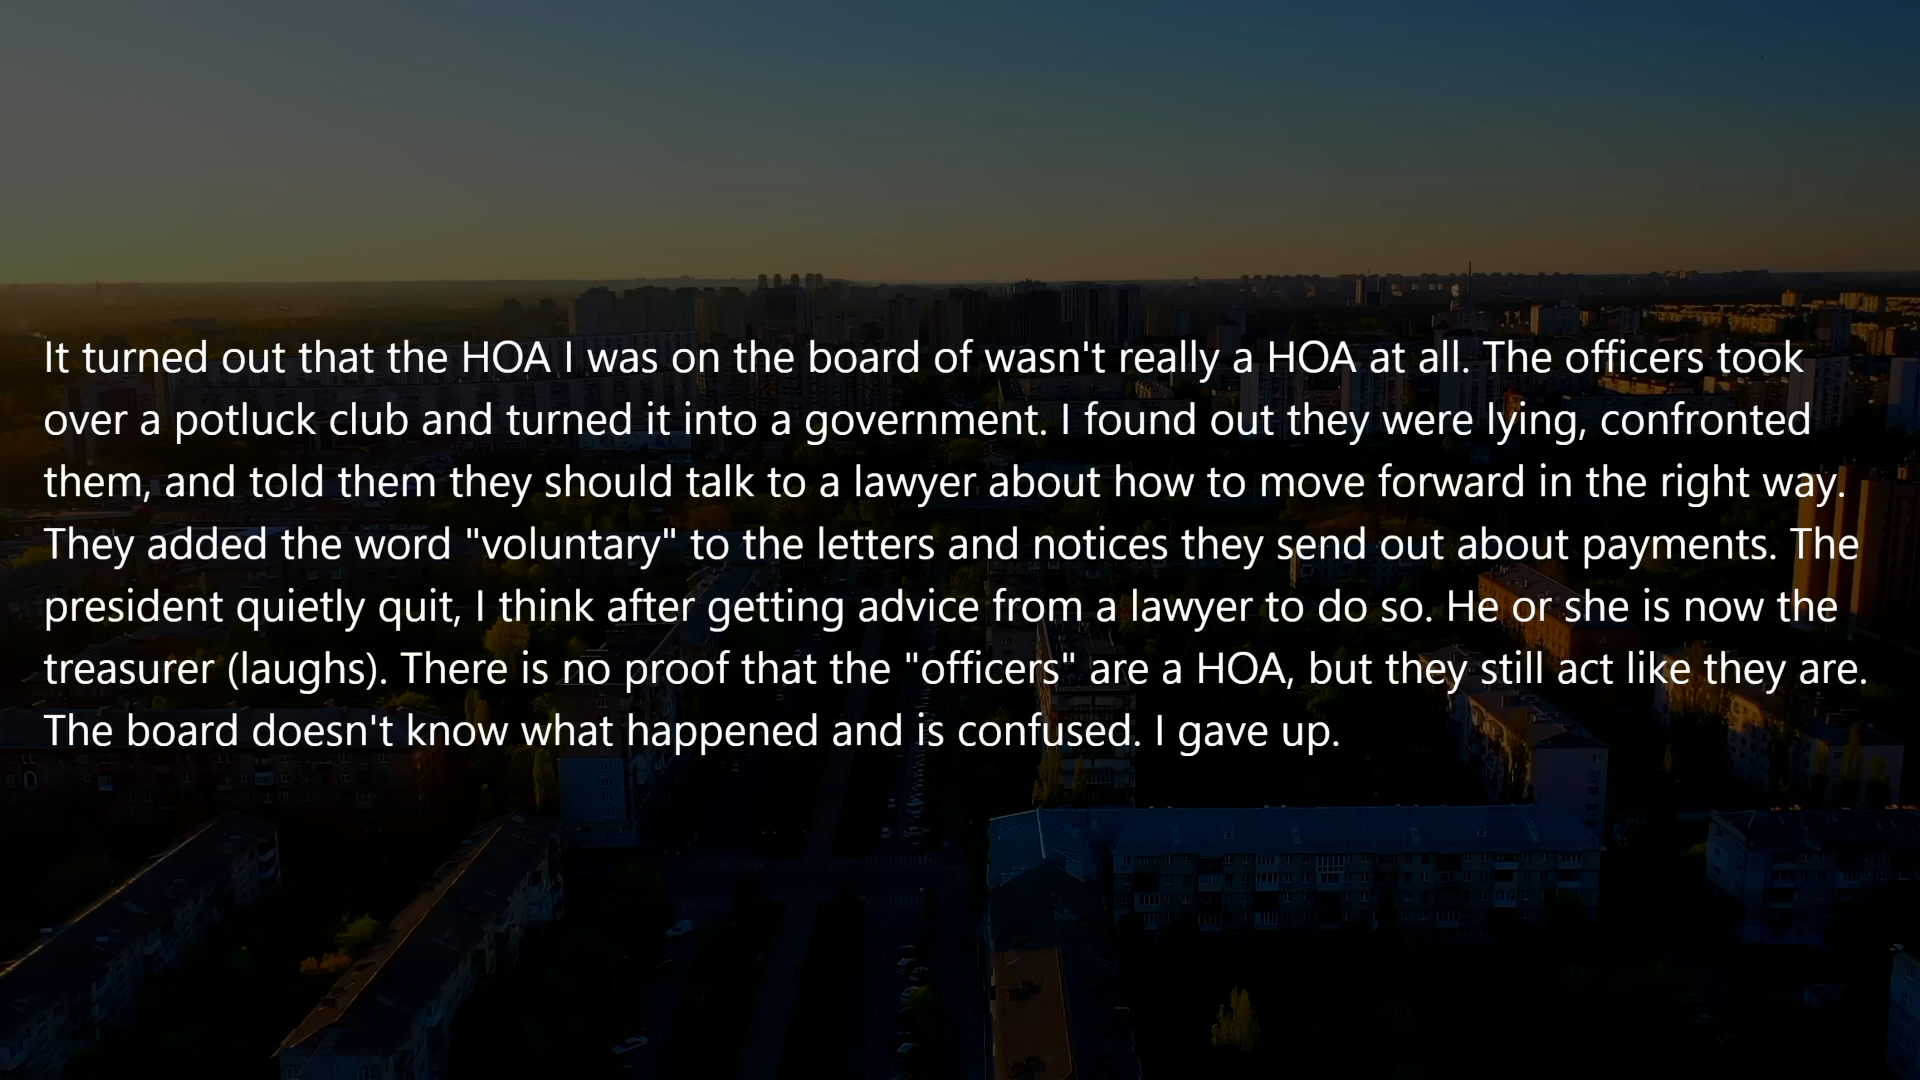 It turned out that the HOA I was on the board of wasn't really a HOA at all. The officers took
over a potluck club and turned it into a government. I found out they were lying, confronted
them, and told them they should talk to a lawyer about how to move forward in the right way.
They added the word "voluntary" to the letters and notices they send out about payments. The
president quietly quit, I think after getting advice from a lawyer to do so. He or she is now the
treasurer (laughs). There is no proof that the "officers" are a HOA, but they still act like they are.
The board doesn't know what happened and is confused. I gave up.